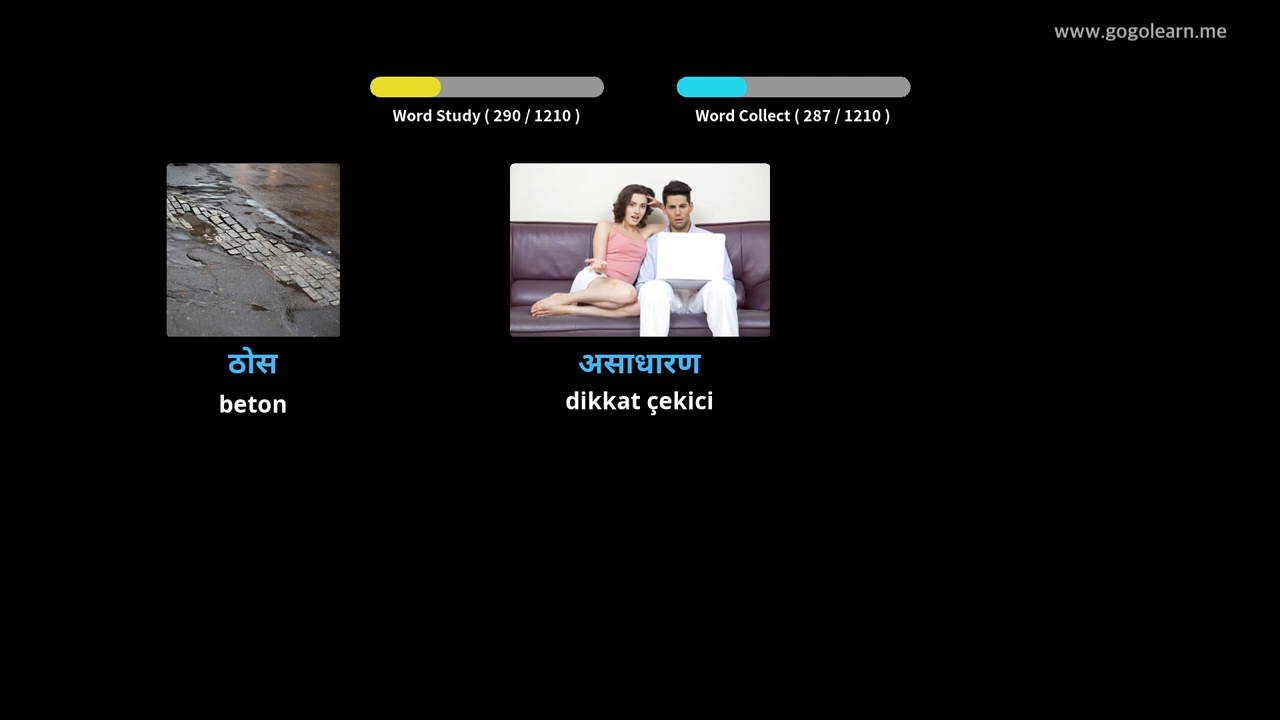 www.gogolearn.me
Word Study ( 290 / 1210 )
Word Collect ( 287 / 1210 )
ठोस
beton
असाधारण
dikkat çekici